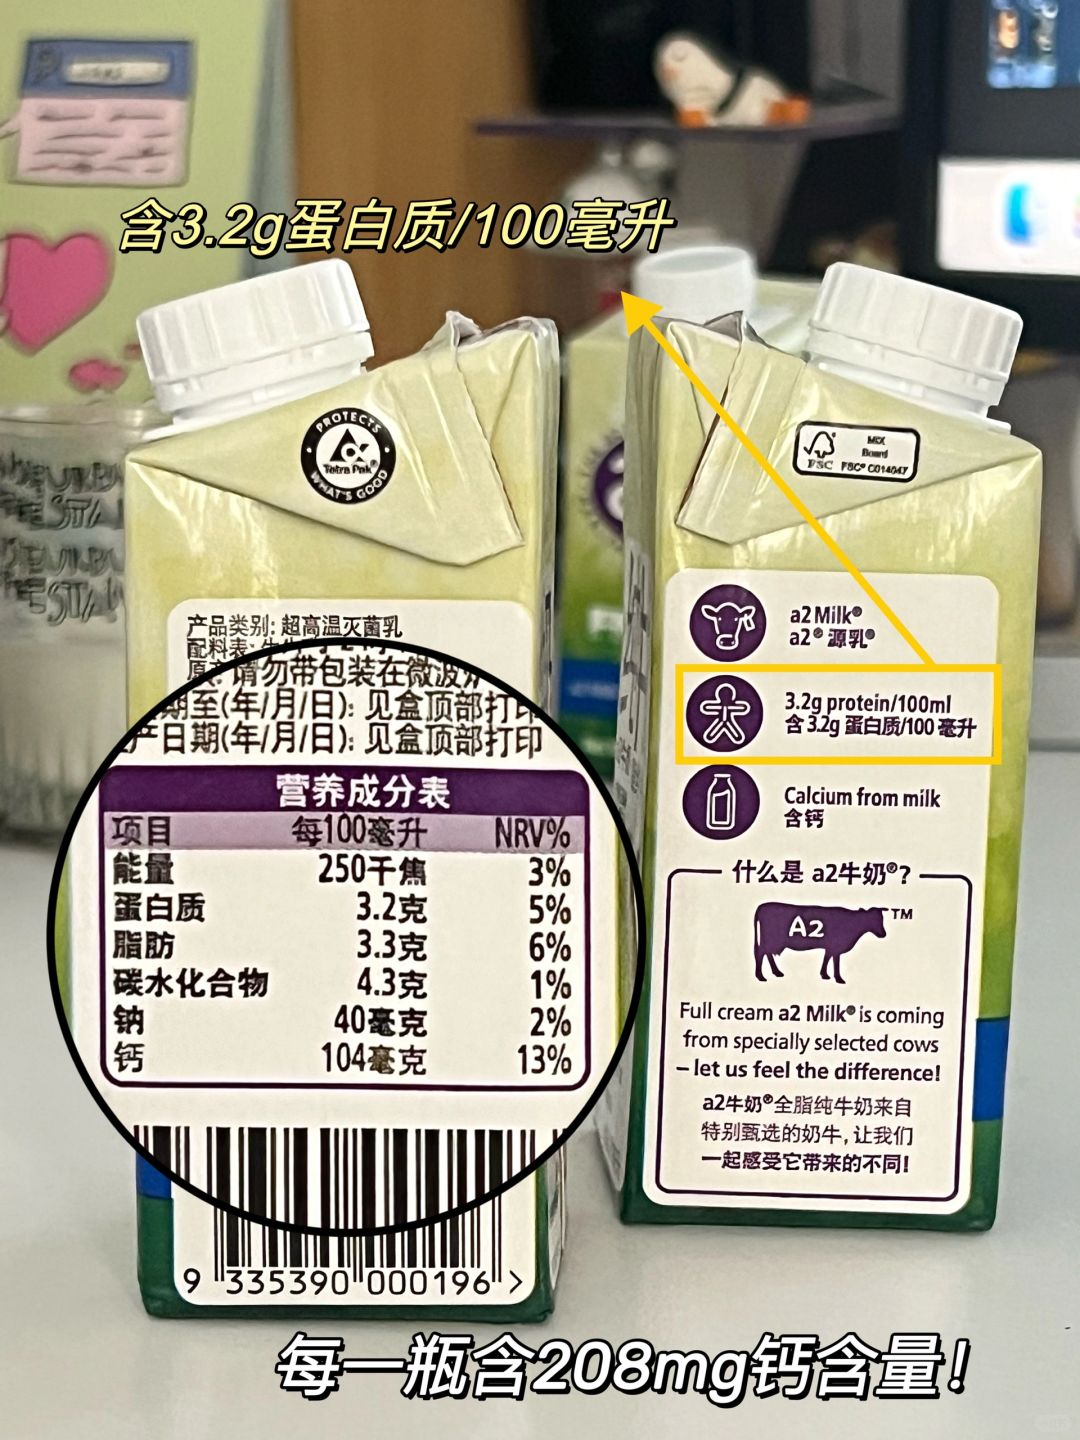 含3.2g蛋白质/100毫升
PROTECTS
Tetra Pak®
WHAT'S GOOD
产品类别: 超高温灭菌乳
配料表:
请勿带包装在微波
期至(年/月/日): 见盒顶部打印
产日期(年/月/日): 见盒顶部打印
营养成分表
项目 每100毫升 NRV%
能量 250千焦 3%
蛋白质 3.2克 5%
脂肪 3.3克 6%
碳水化合物 4.3克 1%
钠 40毫克 2%
钙 104毫克 13%
9 335390 000196 >
MIX
Board
FSC FSC® C014047
a2 Milk®
a2® 源乳®
3.2g protein/100ml
含 3.2g 蛋白质/100 毫升
Calcium from milk
含钙
什么是 a2牛奶®?
A2 ™
Full cream a2 Milk® is coming
from specially selected cows
– let us feel the difference!
a2牛奶®全脂纯牛奶来自
特别甄选的奶牛, 让我们
一起感受它带来的不同!
每一瓶含208mg钙含量!